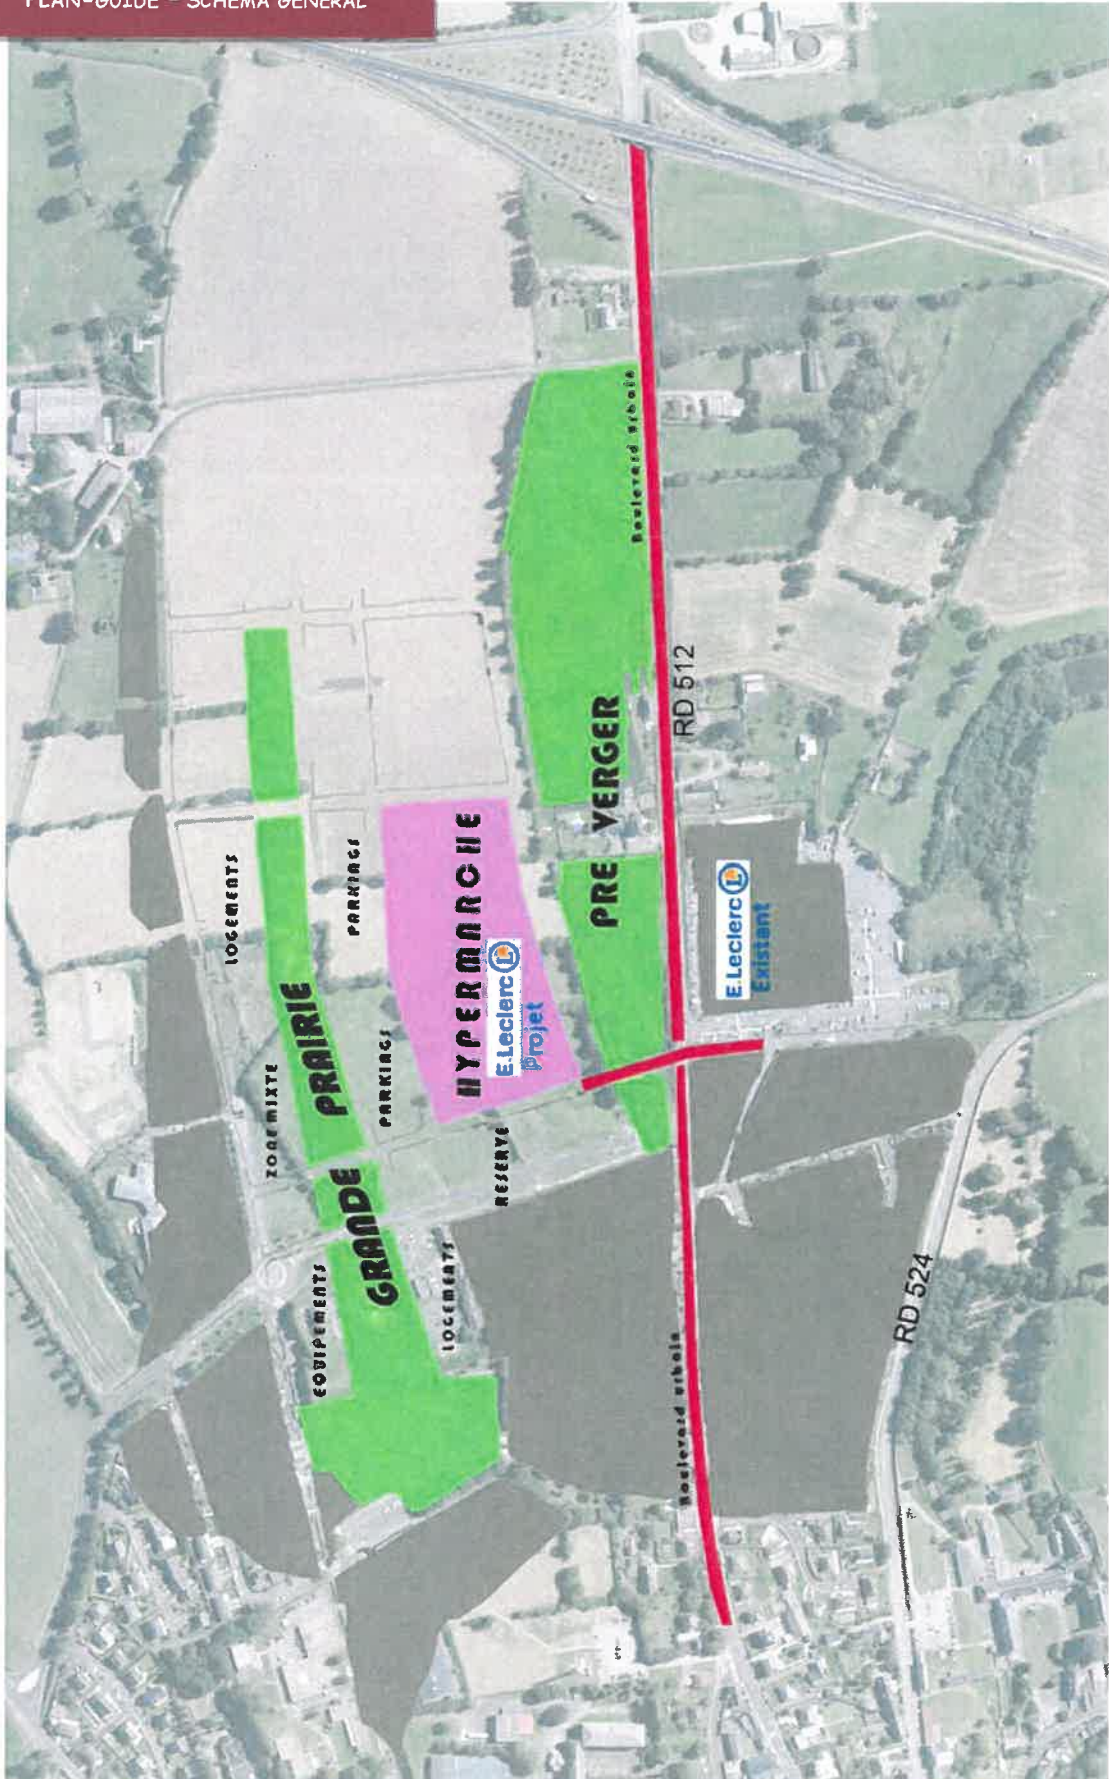 PLAN-GUIDE - SCHEMA GENERAL
LOGEMENTS
ZONE MIXTE
EQUIPEMENTS
GRANDE PRAIRIE
PARKINGS
PARKINGS
LOGEMENTS
HYPERMARCHE
E.Leclerc L
Projet
RESERVE
PRE VERGER
Boulevard urbain
RD 512
E.Leclerc L
Existant
Boulevard urbain
RD 524